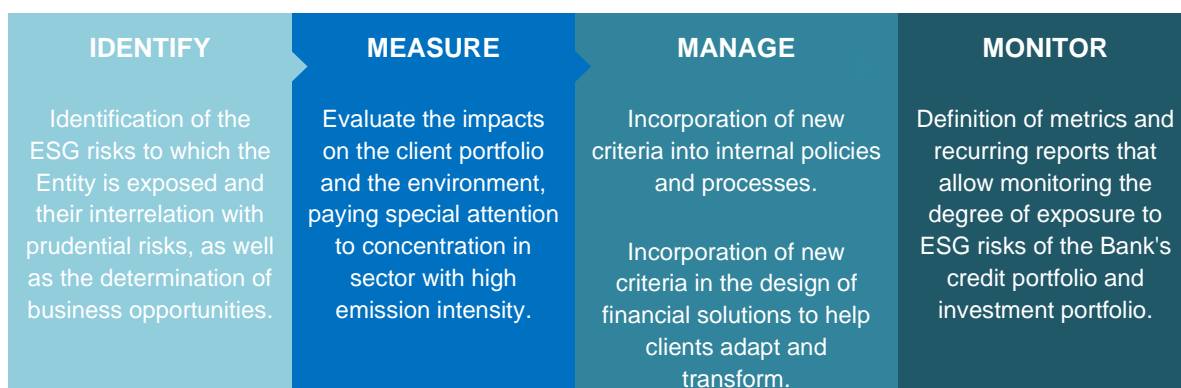 IDENTIFY
Identification of the
ESG risks to which the
Entity is exposed and
their interrelation with
prudential risks, as well
as the determination of
business opportunities.
MEASURE
Evaluate the impacts
on the client portfolio
and the environment,
paying special attention
to concentration in
sector with high
emission intensity.
MANAGE
Incorporation of new
criteria into internal policies
and processes.
Incorporation of new
criteria in the design of
financial solutions to help
clients adapt and
transform.
MONITOR
Definition of metrics and
recurring reports that
allow monitoring the
degree of exposure to
ESG risks of the Bank's
credit portfolio and
investment portfolio.